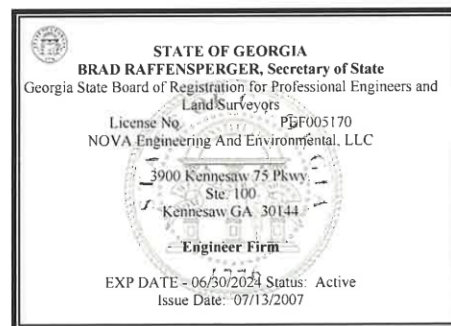 STATE OF GEORGIA
BRAD RAFFENSPERGER, Secretary of State
Georgia State Board of Registration for Professional Engineers and
Land Surveyors
License No. PEF005170
NOVA Engineering And Environmental, LLC
3900 Kennesaw 75 Pkwy
Ste. 100
Kennesaw GA 30144
Engineer Firm
1776
EXP DATE - 06/30/2024 Status: Active
Issue Date: 07/13/2007